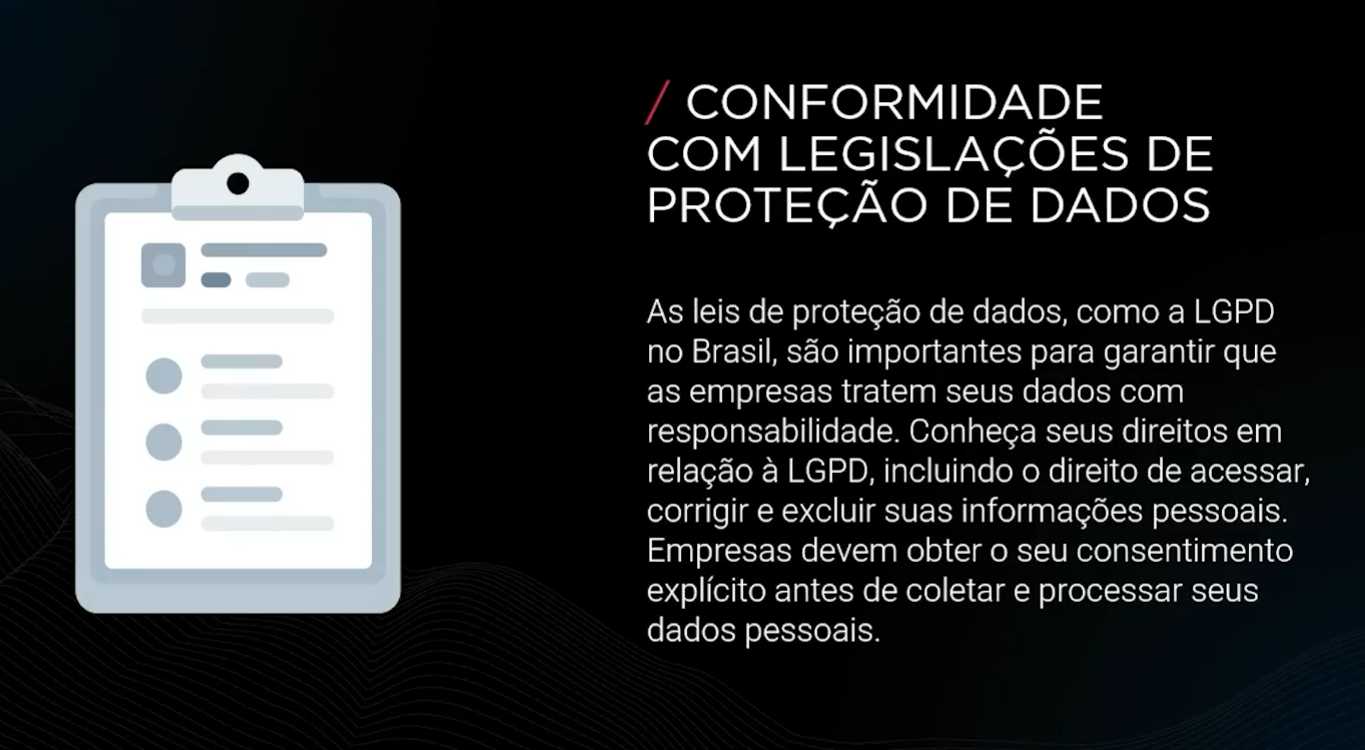 / CONFORMIDADE
COM LEGISLAÇÕES DE
PROTEÇÃO DE DADOS
As leis de proteção de dados, como a LGPD
no Brasil, são importantes para garantir que
as empresas tratem seus dados com
responsabilidade. Conheça seus direitos em
relação à LGPD, incluindo o direito de acessar,
corrigir e excluir suas informações pessoais.
Empresas devem obter o seu consentimento
explícito antes de coletar e processar seus
dados pessoais.